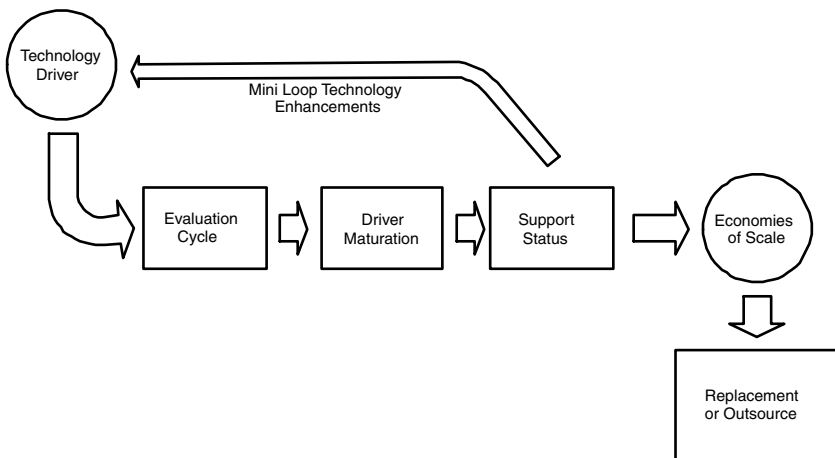 Technology
Driver
Mini Loop Technology
Enhancements
Evaluation
Cycle
Driver
Maturation
Support
Status
Economies
of Scale
Replacement
or Outsource